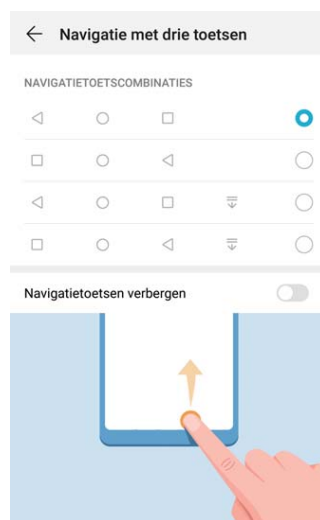 Navigatie met drie toetsen
NAVIGATIETOETSCOMBINATIES
Navigatietoetsen verbergen